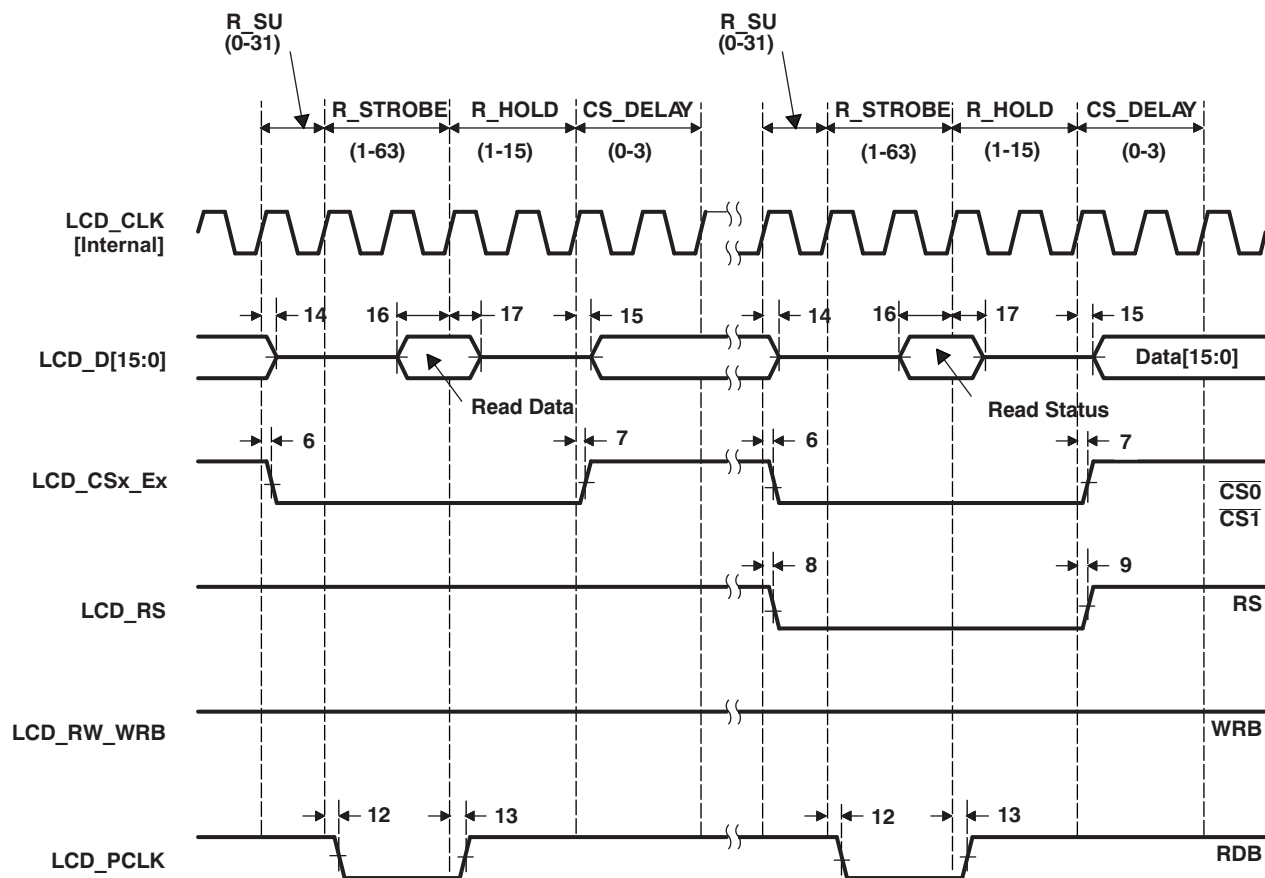 R_SU
(0-31)
R_SU
(0-31)
R_STROBE R_HOLD CS_DELAY R_STROBE R_HOLD CS_DELAY
(1-63) (1-15) (0-3) (1-63) (1-15) (0-3)
LCD_CLK
[Internal]
14 16 17 15 14 16 17 15
LCD_D[15:0] Data[15:0]
Read Data Read Status
6 7 6 7
LCD_CSx_Ex
CS0
CS1
8 9
LCD_RS RS
LCD_RW_WRB WRB
12 13 12 13
LCD_PCLK RDB